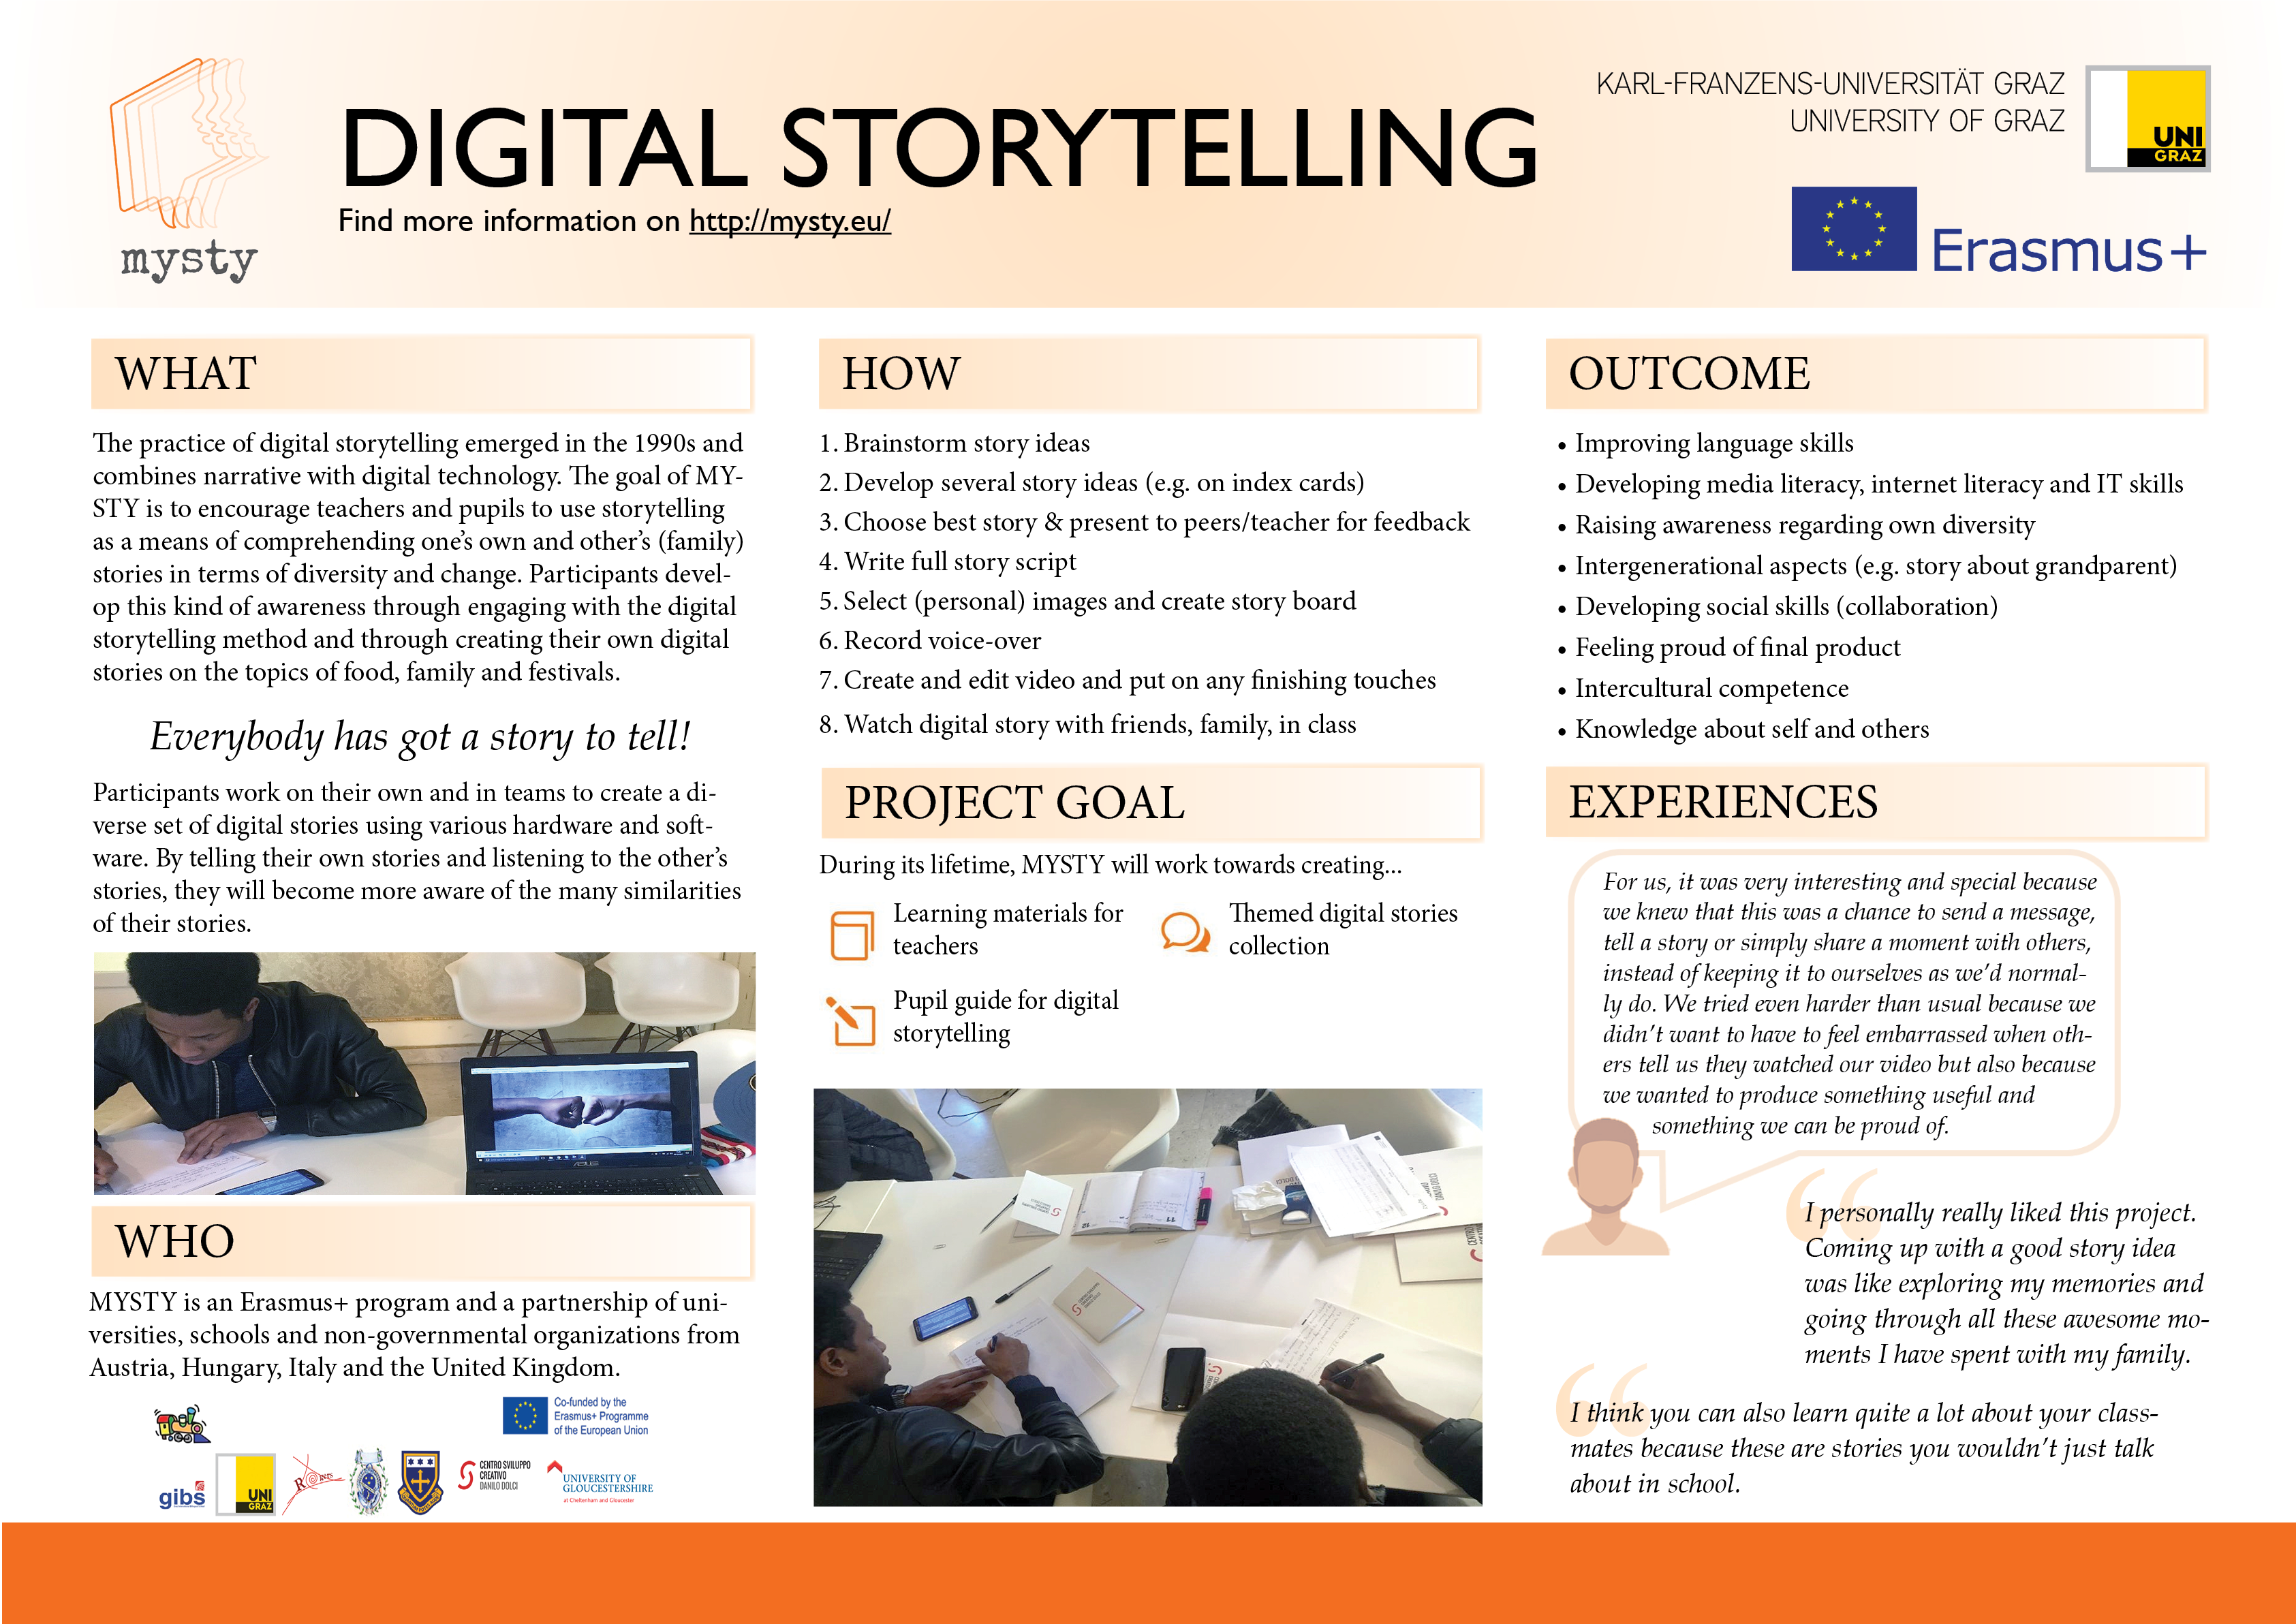 mysty
DIGITAL STORYTELLING
Find more information on http://mysty.eu/
KARL-FRANZENS-UNIVERSITÄT GRAZ
UNIVERSITY OF GRAZ
UNI
GRAZ
Erasmus+
WHAT
The practice of digital storytelling emerged in the 1990s and
combines narrative with digital technology. The goal of MY-
STY is to encourage teachers and pupils to use storytelling
as a means of comprehending one's own and other's (family)
stories in terms of diversity and change. Participants devel-
op this kind of awareness through engaging with the digital
storytelling method and through creating their own digital
stories on the topics of food, family and festivals.
Everybody has got a story to tell!
Participants work on their own and in teams to create a di-
verse set of digital stories using various hardware and soft-
ware. By telling their own stories and listening to the other's
stories, they will become more aware of the many similarities
of their stories.
ASUS
WHO
MYSTY is an Erasmus+ program and a partnership of uni-
versities, schools and non-governmental organizations from
Austria, Hungary, Italy and the United Kingdom.
Co-funded by the
Erasmus+ Programme
of the European Union
gibs
UNI
GRAZ
CENTRO SVILUPPO
CREATIVO
DANILO DOLCI
UNIVERSITY OF
GLOUCESTERSHIRE
at Cheltenham and Gloucester
HOW
1. Brainstorm story ideas
2. Develop several story ideas (e.g. on index cards)
3. Choose best story & present to peers/teacher for feedback
4. Write full story script
5. Select (personal) images and create story board
6. Record voice-over
7. Create and edit video and put on any finishing touches
8. Watch digital story with friends, family, in class
PROJECT GOAL
During its lifetime, MYSTY will work towards creating...
Learning materials for
teachers
Themed digital stories
collection
Pupil guide for digital
storytelling
OUTCOME
• Improving language skills
• Developing media literacy, internet literacy and IT skills
• Raising awareness regarding own diversity
• Intergenerational aspects (e.g. story about grandparent)
• Developing social skills (collaboration)
• Feeling proud of final product
• Intercultural competence
• Knowledge about self and others
EXPERIENCES
For us, it was very interesting and special because
we knew that this was a chance to send a message,
tell a story or simply share a moment with others,
instead of keeping it to ourselves as we'd normal-
ly do. We tried even harder than usual because we
didn't want to have to feel embarrassed when oth-
ers tell us they watched our video but also because
we wanted to produce something useful and
something we can be proud of.
I personally really liked this project.
Coming up with a good story idea
was like exploring my memories and
going through all these awesome mo-
ments I have spent with my family.
I think you can also learn quite a lot about your class-
mates because these are stories you wouldn't just talk
about in school.